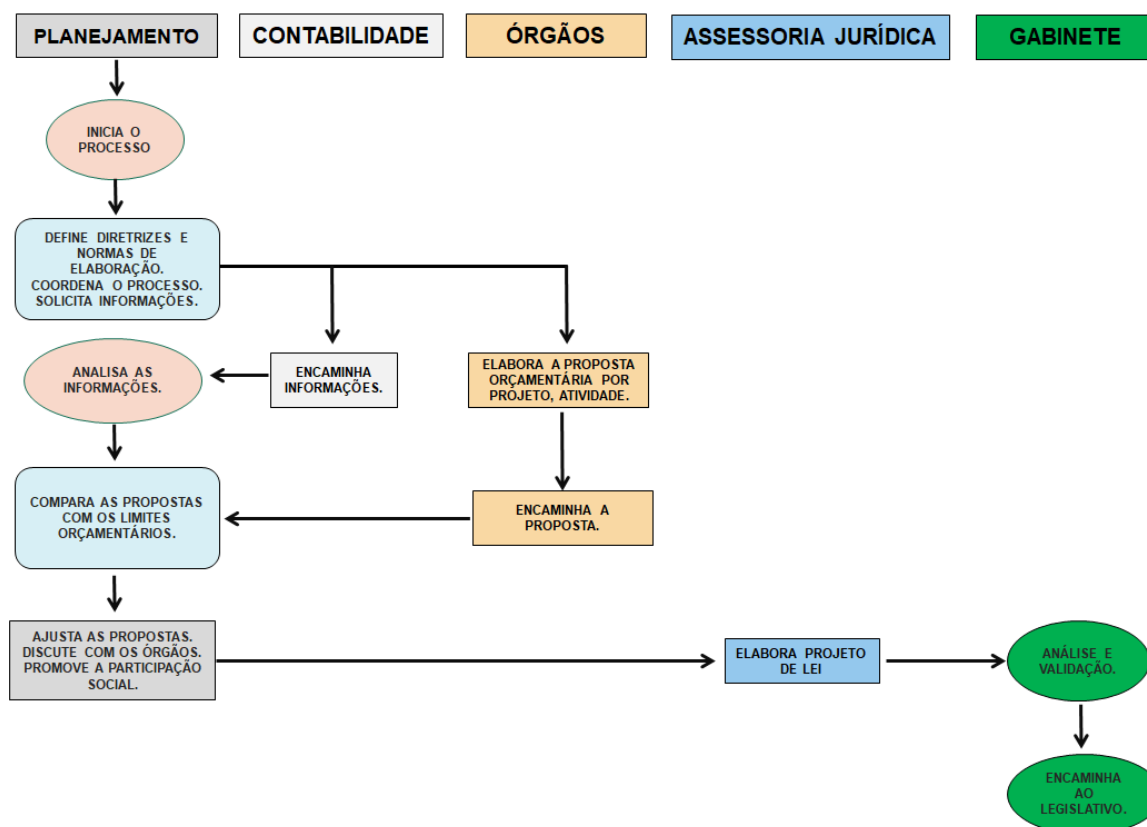 PLANEJAMENTO
CONTABILIDADE
ÓRGÃOS
ASSESSORIA JURÍDICA
GABINETE
INICIA O
PROCESSO
DEFINE DIRETRIZES E
NORMAS DE
ELABORAÇÃO.
COORDENA O PROCESSO.
SOLICITA INFORMAÇÕES.
ANALISA AS
INFORMAÇÕES.
ENCAMINHA
INFORMAÇÕES.
ELABORA A PROPOSTA
ORÇAMENTÁRIA POR
PROJETO, ATIVIDADE.
COMPARA AS PROPOSTAS
COM OS LIMITES
ORÇAMENTÁRIOS.
ENCAMINHA A
PROPOSTA.
AJUSTA AS PROPOSTAS.
DISCUTE COM OS ÓRGÃOS.
PROMOVE A PARTICIPAÇÃO
SOCIAL.
ELABORA PROJETO
DE LEI
ANÁLISE E
VALIDAÇÃO.
ENCAMINHA
AO
LEGISLATIVO.